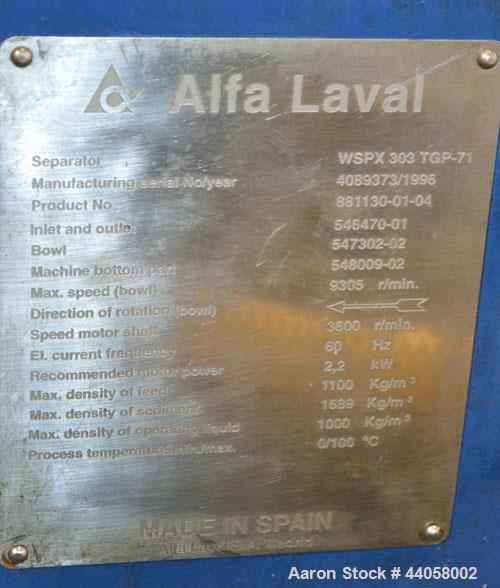 Alfa Laval
Separator WSPX 303 TGP-71
Manufacturing serial No/year 4089373/1996
Product No 881130-01-04
Inlet and outlet 546470-01
Bowl 547302-02
Machine bottom part 548009-02
Max. speed (bowl) 9305 r/min.
Direction of rotation (bowl)
Speed motor shaft 3600 r/min.
El. current frequency 60 Hz
Recommended motor power 2,2 kW
Max. density of feed 1100 Kg/m³
Max. density of sediment 1689 Kg/m³
Max. density of operating liquid 1000 Kg/m³
Process temperature min./max. 0/100 °C
MADE IN SPAIN
Alfa Laval S.A. Madrid
Aaron Stock # 44058002